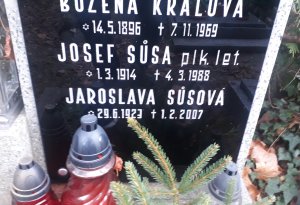 BOŽENA KRÁLOVÁ
✡ 14.5.1896 † 7.11.1969
JOSEF SŮSA plk. let.
✡ 1.3.1914 † 4.3.1988
JAROSLAVA SŮSOVÁ
✡ 29.6.1923 † 1.2.2007